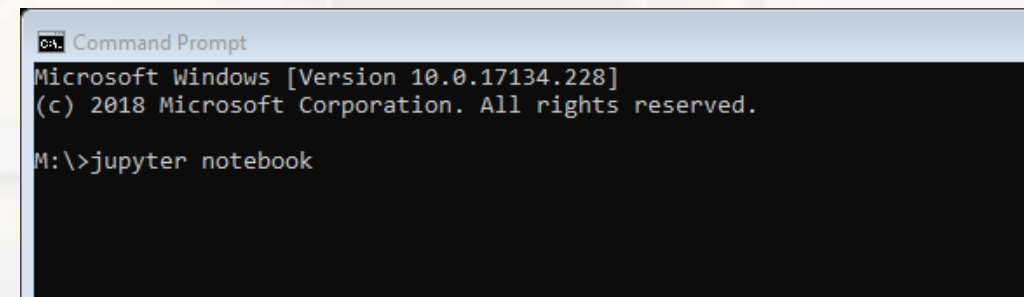 Command Prompt
Microsoft Windows [Version 10.0.17134.228]
(c) 2018 Microsoft Corporation. All rights reserved.
M:\>jupyter notebook